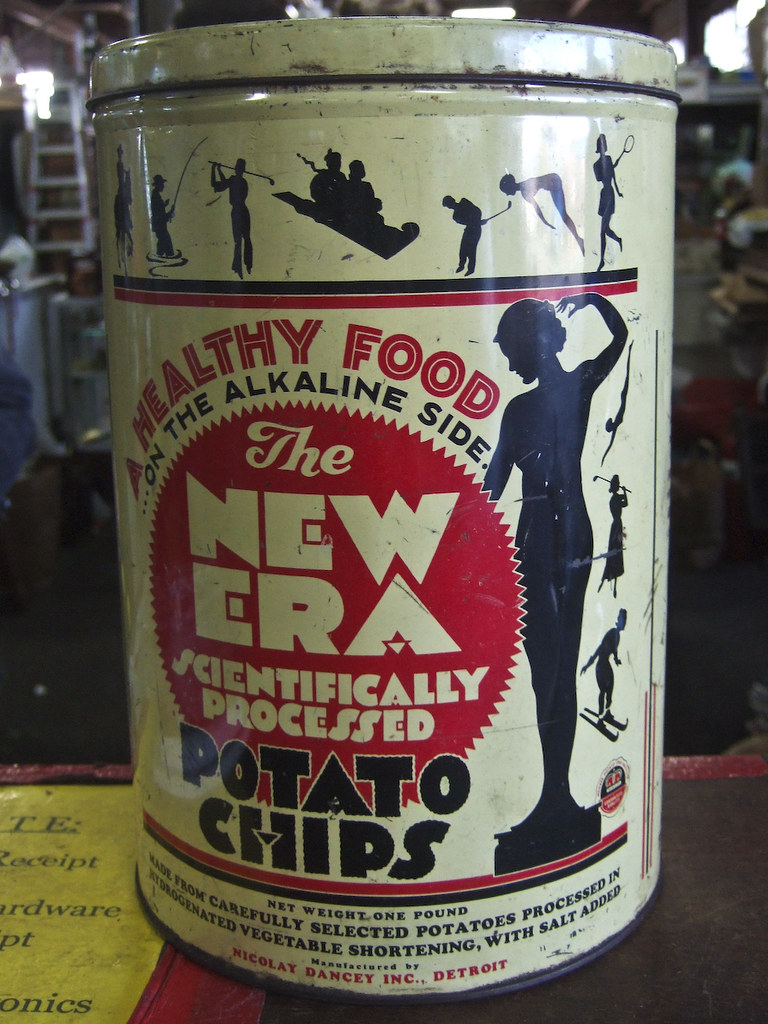 A HEALTHY FOOD
...ON THE ALKALINE SIDE.
The
NEW
ERA
SCIENTIFICALLY
PROCESSED
POTATO
CHIPS
NET WEIGHT ONE POUND
MADE FROM CAREFULLY SELECTED POTATOES PROCESSED IN
HYDROGENATED VEGETABLE SHORTENING, WITH SALT ADDED
Manufactured by
NICOLAY DANCEY INC., DETROIT
TE:
Receipt
ardware
pt
onics